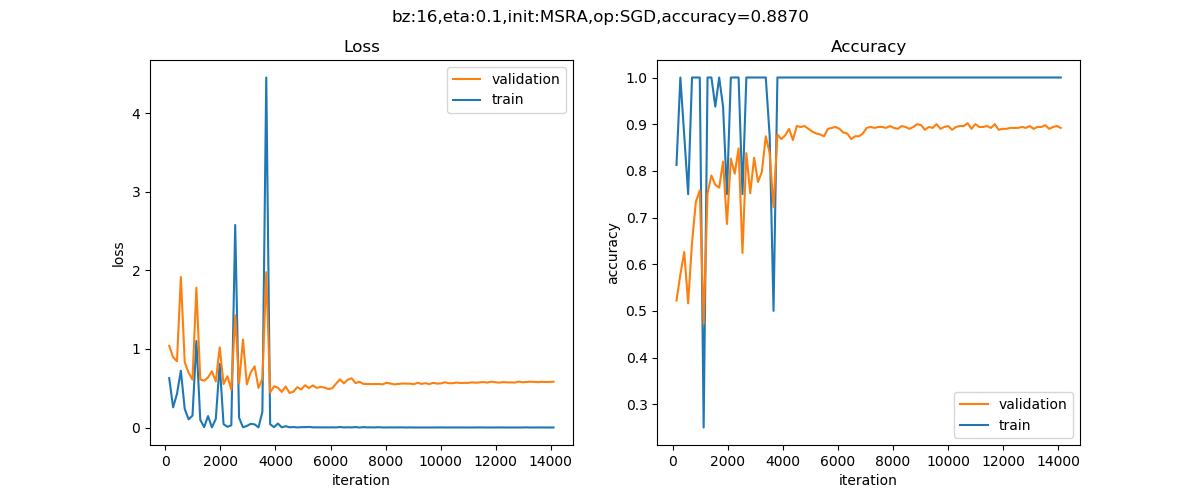 bz:16,eta:0.1,init:MSRA,op:SGD,accuracy=0.8870
Loss
validation
train
4
3
2
1
0
loss
0 2000 4000 6000 8000 10000 12000 14000
iteration
Accuracy
1.0
0.9
0.8
0.7
0.6
0.5
0.4
0.3
accuracy
validation
train
0 2000 4000 6000 8000 10000 12000 14000
iteration